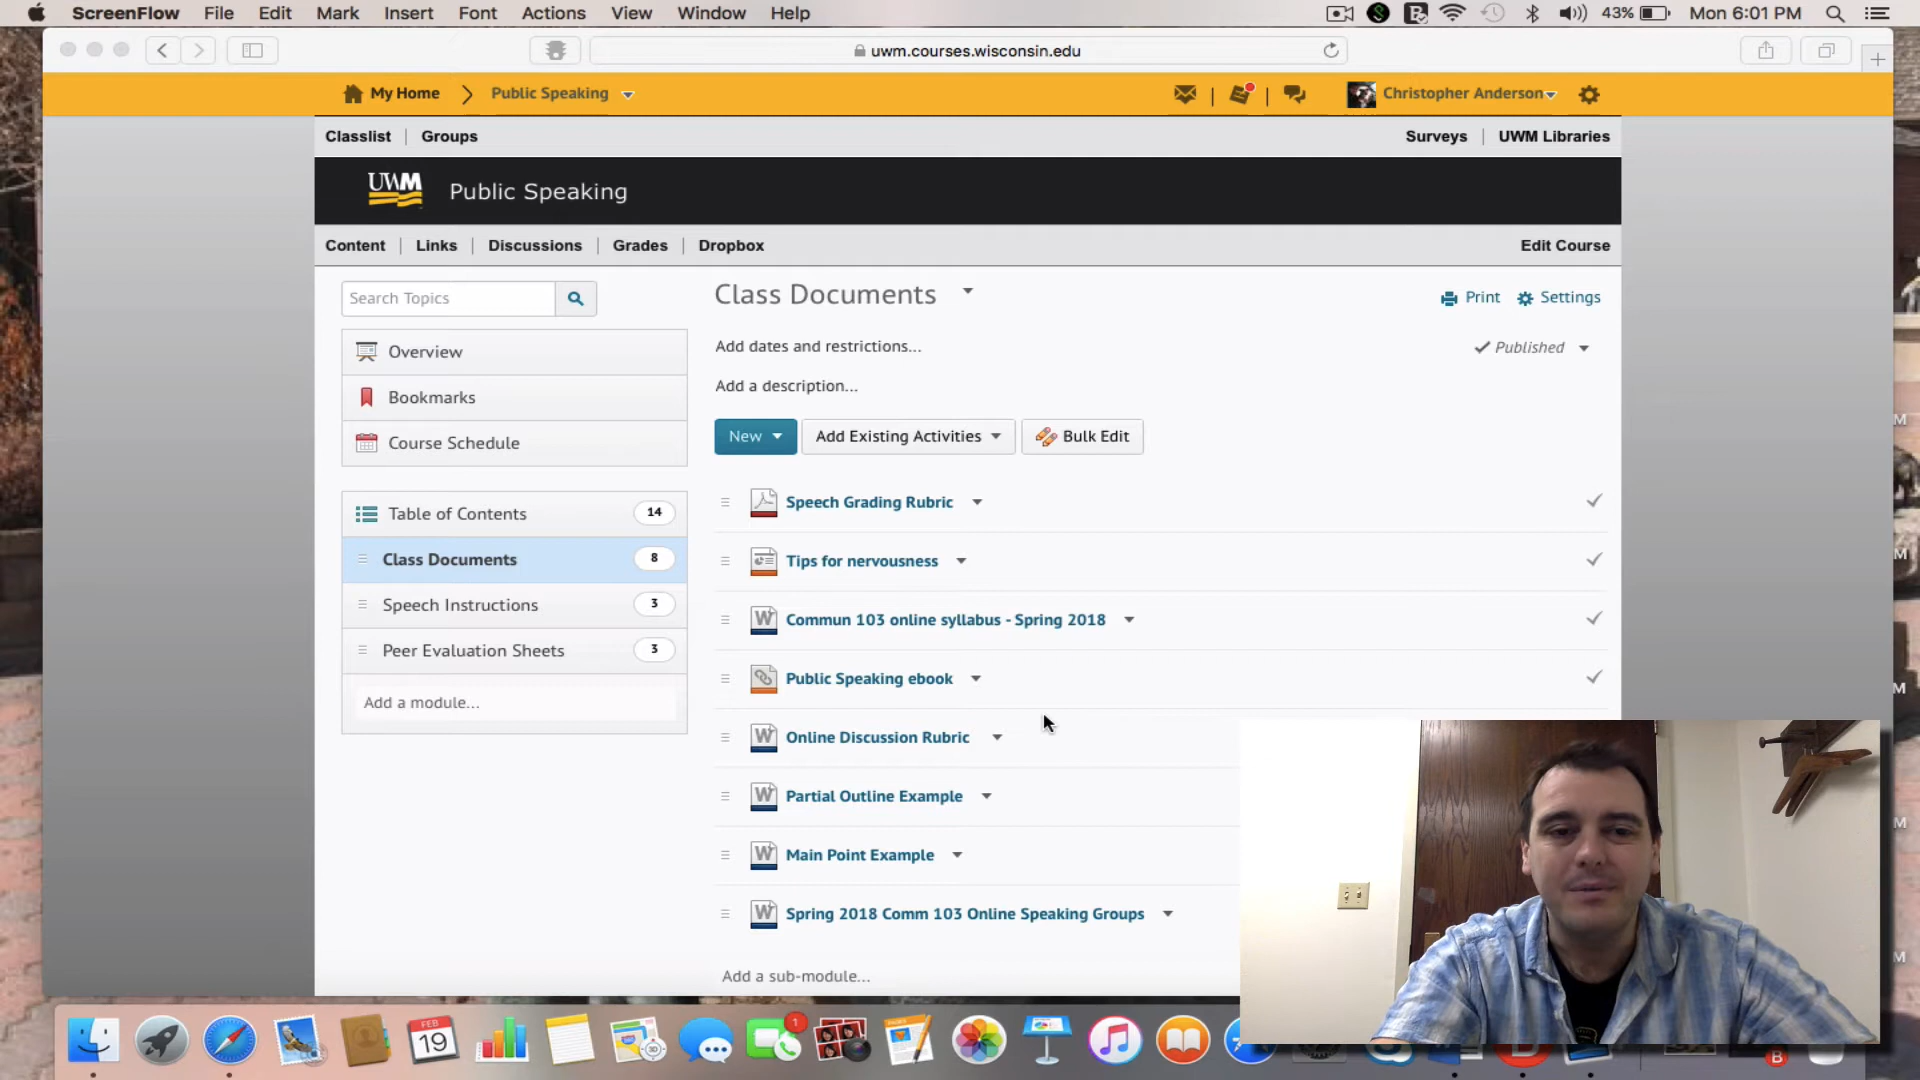 ScreenFlow File Edit Mark Insert Font Actions View Window Help 43% Mon 6:01 PM
uwm.courses.wisconsin.edu
My Home Public Speaking Christopher Anderson
Classlist Groups Surveys UWM Libraries
UWM Public Speaking
Content Links Discussions Grades Dropbox Edit Course
Search Topics
Overview
Bookmarks
Course Schedule
Table of Contents 14
Class Documents 8
Speech Instructions 3
Peer Evaluation Sheets 3
Add a module...
Class Documents
Print Settings
Add dates and restrictions...
Published
Add a description...
New Add Existing Activities Bulk Edit
Speech Grading Rubric
Tips for nervousness
W Commun 103 online syllabus - Spring 2018
Public Speaking ebook
W Online Discussion Rubric
W Partial Outline Example
W Main Point Example
W Spring 2018 Comm 103 Online Speaking Groups
Add a sub-module...
M
M
M
M
M
FEB
19
3D
1
B